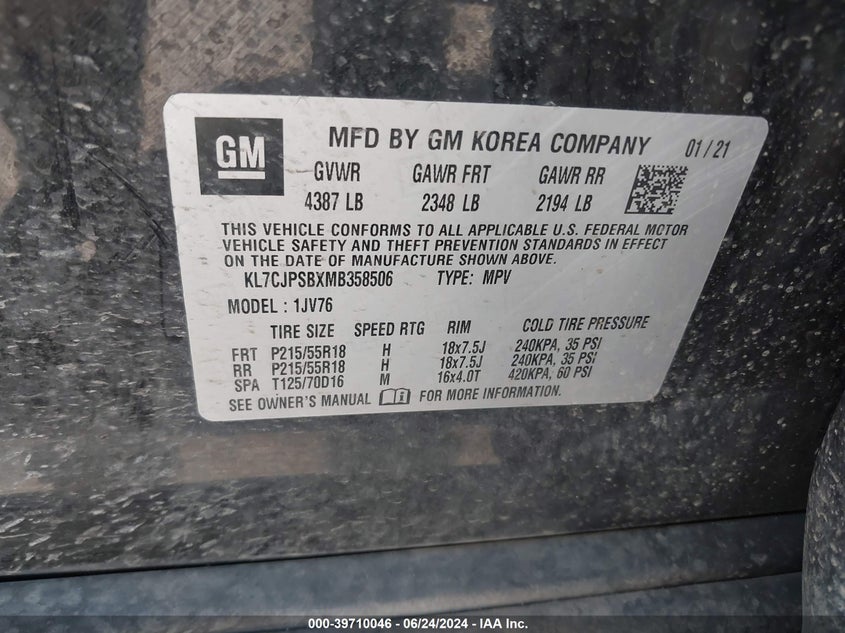 GM
MFD BY GM KOREA COMPANY 01/21
GVWR GAWR FRT GAWR RR
4387 LB 2348 LB 2194 LB
THIS VEHICLE CONFORMS TO ALL APPLICABLE U.S. FEDERAL MOTOR
VEHICLE SAFETY AND THEFT PREVENTION STANDARDS IN EFFECT
ON THE DATE OF MANUFACTURE SHOWN ABOVE.
KL7CJPSBXMB358506 TYPE: MPV
MODEL : 1JV76
TIRE SIZE SPEED RTG RIM COLD TIRE PRESSURE
FRT P215/55R18 H 18x7.5J 240KPA, 35 PSI
RR P215/55R18 H 18x7.5J 240KPA, 35 PSI
SPA T125/70D16 M 16x4.0T 420KPA, 60 PSI
SEE OWNER'S MANUAL FOR MORE INFORMATION.
000-39710046 - 06/24/2024 - IAA Inc.